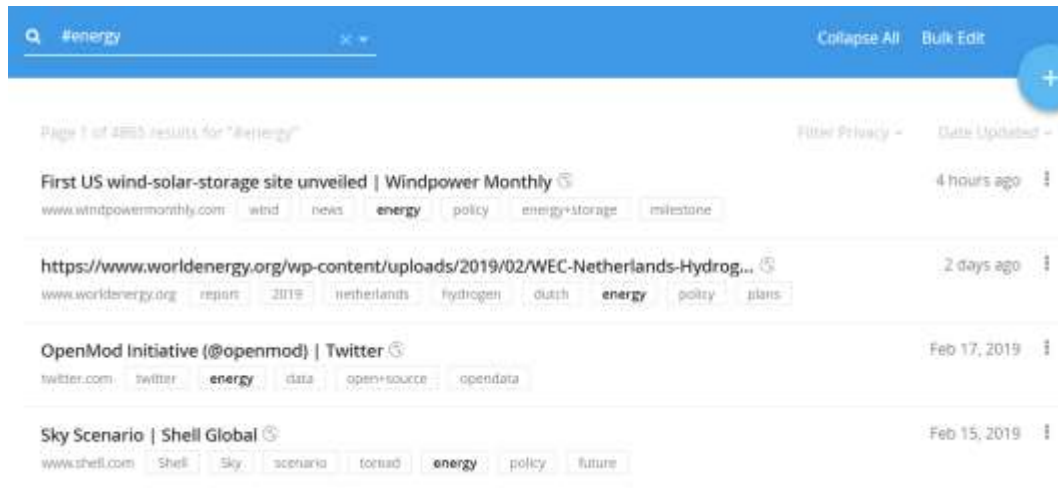 #energy Collapse All Bulk Edit
+
Page 1 of 4865 results for "#energy" Filter Privacy Date Updated
First US wind-solar-storage site unveiled | Windpower Monthly 4 hours ago
www.windpowermonthly.com wind news energy policy energy+storage milestone
https://www.worldenergy.org/wp-content/uploads/2019/02/WEC-Netherlands-Hydrog... 2 days ago
www.worldenergy.org report 2019 netherlands hydrogen dutch energy policy plans
OpenMod Initiative (@openmod) | Twitter Feb 17, 2019
twitter.com twitter energy data open+source opendata
Sky Scenario | Shell Global Feb 15, 2019
www.shell.com Shell Sky scenario energy policy future